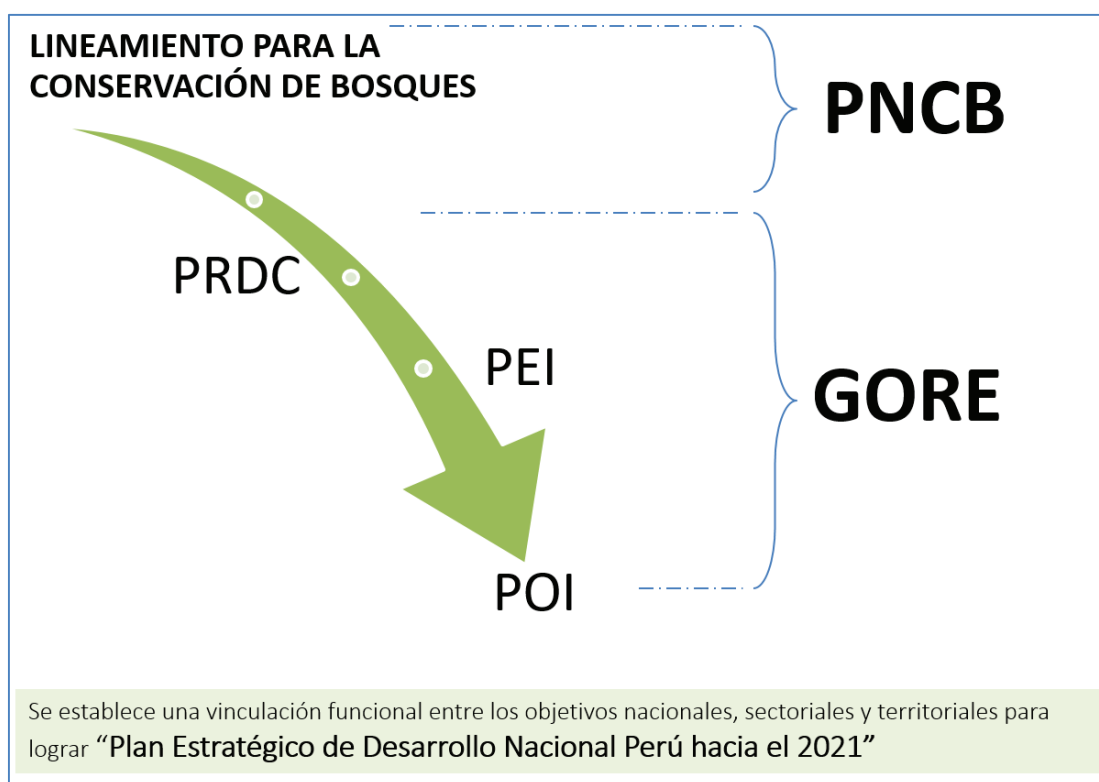 LINEAMIENTO PARA LA
CONSERVACIÓN DE BOSQUES
PNCB
PRDC
PEI
GORE
POI
Se establece una vinculación funcional entre los objetivos nacionales, sectoriales y territoriales para
lograr “Plan Estratégico de Desarrollo Nacional Perú hacia el 2021”